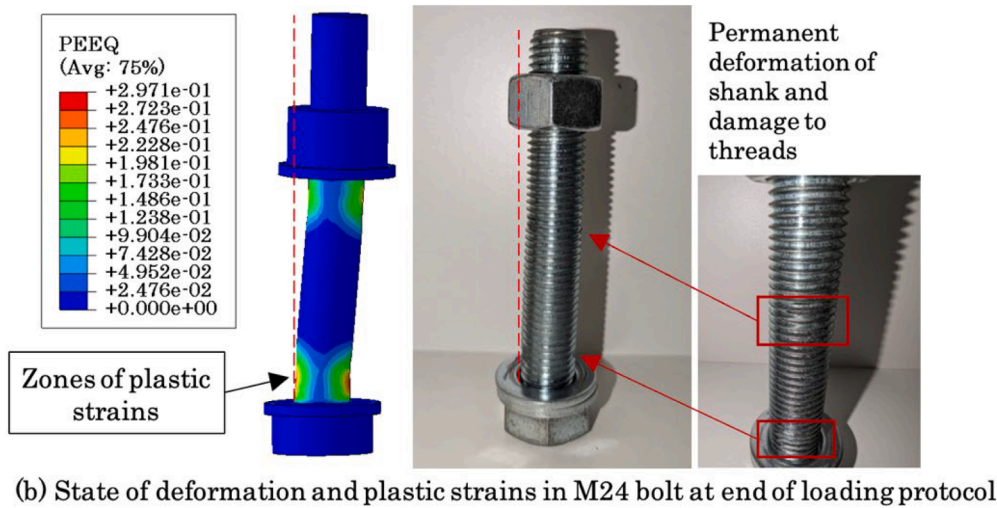 PEEQ
(Avg: 75%)
+2.971e-01
+2.723e-01
+2.476e-01
+2.228e-01
+1.981e-01
+1.733e-01
+1.486e-01
+1.238e-01
+9.904e-02
+7.428e-02
+4.952e-02
+2.476e-02
+0.000e+00
Zones of plastic
strains
Permanent
deformation of
shank and
damage to
threads
(b) State of deformation and plastic strains in M24 bolt at end of loading protocol